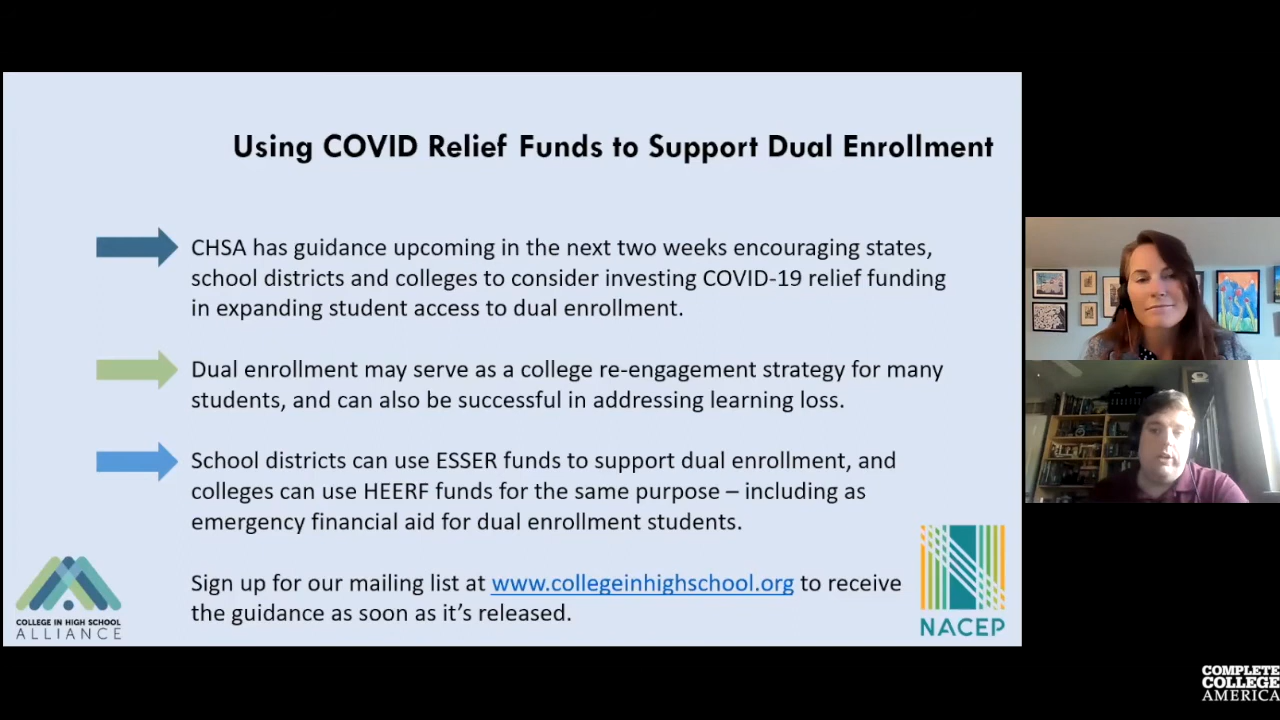 Using COVID Relief Funds to Support Dual Enrollment
CHSA has guidance upcoming in the next two weeks encouraging states,
school districts and colleges to consider investing COVID-19 relief funding
in expanding student access to dual enrollment.
Dual enrollment may serve as a college re-engagement strategy for many
students, and can also be successful in addressing learning loss.
School districts can use ESSER funds to support dual enrollment, and
colleges can use HEERF funds for the same purpose – including as
emergency financial aid for dual enrollment students.
Sign up for our mailing list at www.collegeinhighschool.org to receive
the guidance as soon as it’s released.
COLLEGE IN HIGH SCHOOL
ALLIANCE
NACEP
COMPLETE
COLLEGE
AMERICA